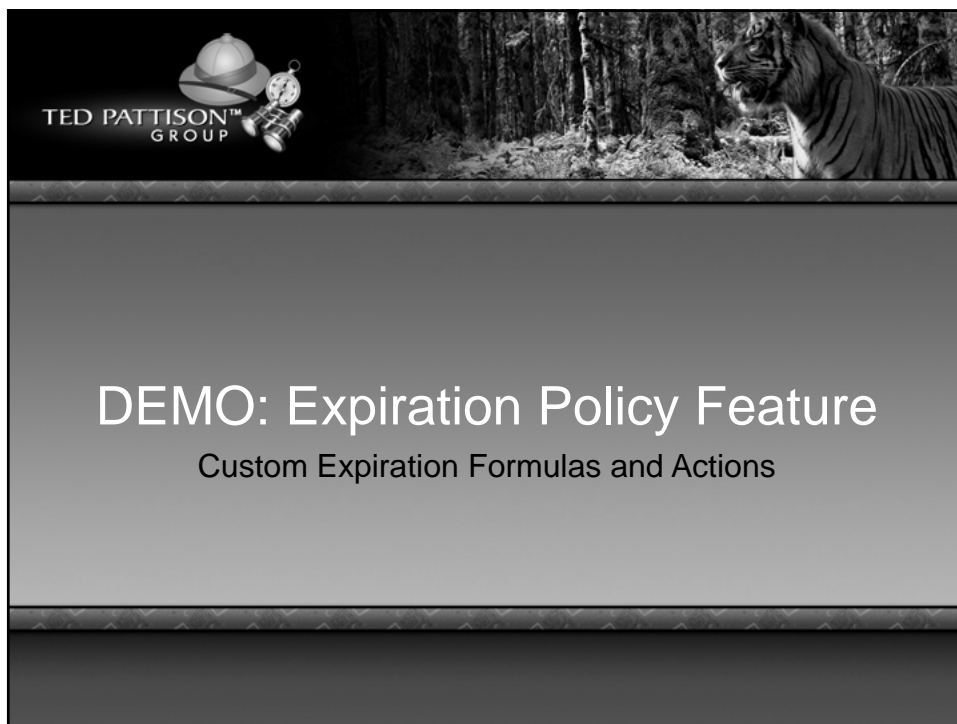 TED PATTISON™
GROUP
DEMO: Expiration Policy Feature
Custom Expiration Formulas and Actions